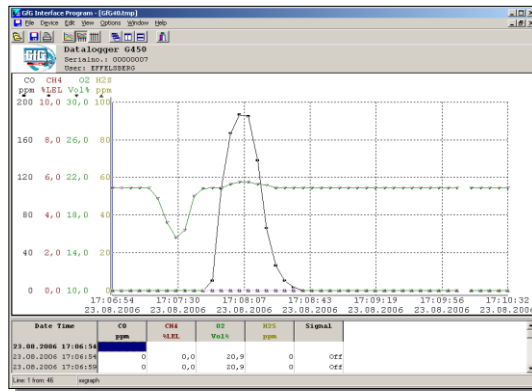 GfG Interface Program - [GfG40.tmp]
File Device Edit View Options Window Help
GfG
Datalogger G450
Serialno.: 00000007
User: EFFELSBERG
CO CH4 O2 H2S
ppm %LEL Vol% ppm
200 10,0 30,0 100
160 8,0 26,0 80
120 6,0 22,0 60
80 4,0 18,0 40
40 2,0 14,0 20
0 0,0 10,0 0
17:06:54 17:07:30 17:08:07 17:08:43 17:09:19 17:09:56 17:10:32
23.08.2006 23.08.2006 23.08.2006 23.08.2006 23.08.2006 23.08.2006 23.08.2006
Date Time CO CH4 O2 H2S Signal
ppm %LEL Vol% ppm
23.08.2006 17:06:54
23.08.2006 17:06:54 0 0,0 20,9 0 Off
23.08.2006 17:06:59 0 0,0 20,9 0 Off
Line: 1 from 46